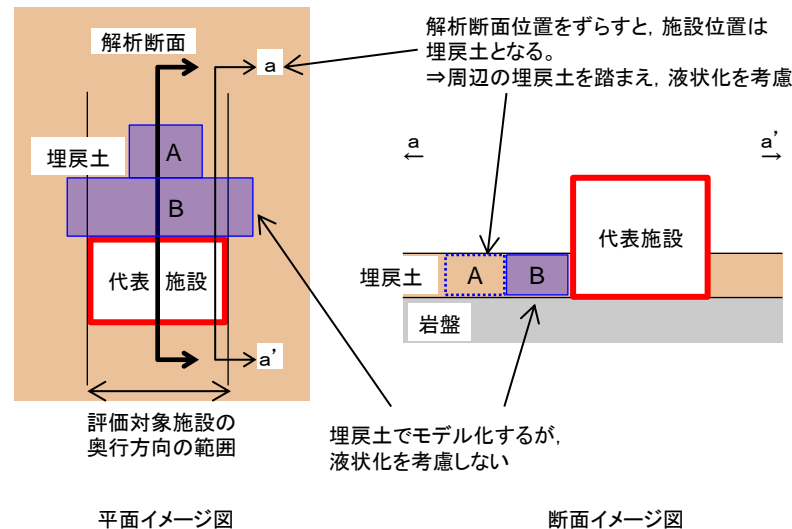 解析断面
a
埋戻土
A
B
代表 施設
a’
評価対象施設の
奥行方向の範囲
平面イメージ図
解析断面位置をずらすと, 施設位置は
埋戻土となる。
⇒周辺の埋戻土を踏まえ, 液状化を考慮
a
a’
代表施設
埋戻土
A
B
岩盤
埋戻土でモデル化するが,
液状化を考慮しない
断面イメージ図